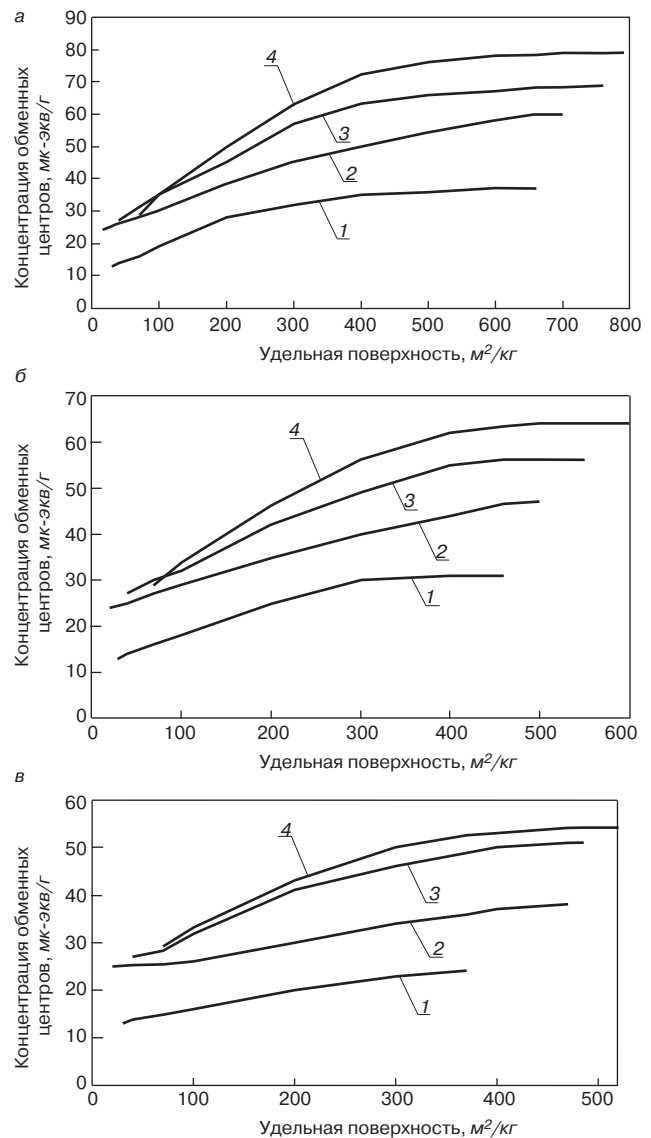 а
90
80
70
60
50
40
30
20
10
0
Концентрация обменных
центров, мк-экв/г
4
3
2
1
100 200 300 400 500 600 700 800
Удельная поверхность, м²/кг
б
70
60
50
40
30
20
10
0
Концентрация обменных
центров, мк-экв/г
4
3
2
1
0 100 200 300 400 500 600
Удельная поверхность, м²/кг
в
60
50
40
30
20
10
0
Концентрация обменных
центров, мк-экв/г
4
3
2
1
0 100 200 300 400 500
Удельная поверхность, м²/кг